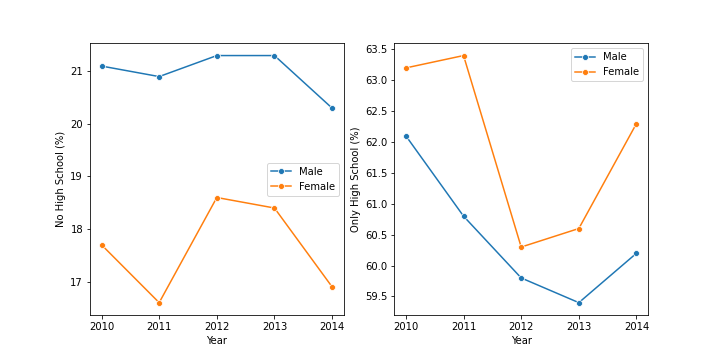 No High School (%)
21
20
19
18
17
Male
Female
2010 2011 2012 2013 2014
Year
Only High School (%)
63.5
63.0
62.5
62.0
61.5
61.0
60.5
60.0
59.5
Male
Female
2010 2011 2012 2013 2014
Year